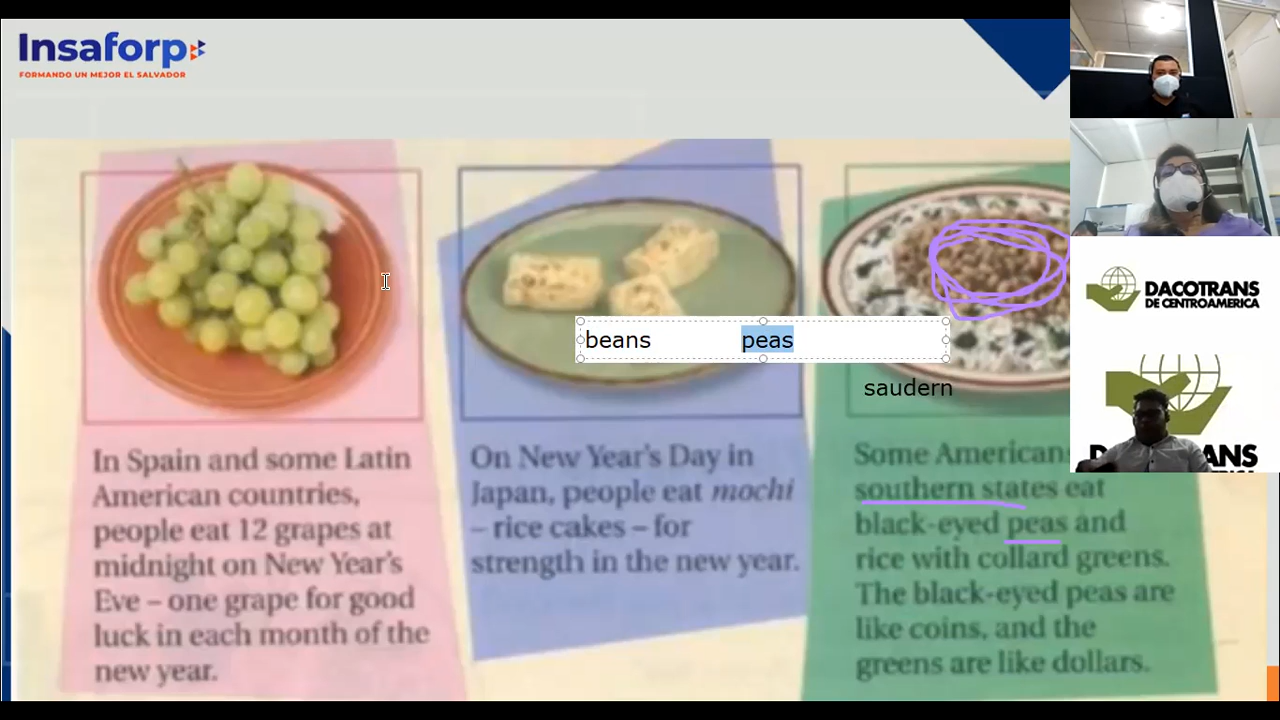 Insaforp
FORMANDO UN MEJOR EL SALVADOR
DACOTRANS
DE CENTROAMERICA
beans peas
saudern
In Spain and some Latin
American countries,
people eat 12 grapes at
midnight on New Year's
Eve – one grape for good
luck in each month of the
new year.
On New Year's Day in
Japan, people eat mochi
– rice cakes – for
strength in the new year.
Some Americans
southern states eat
black-eyed peas and
rice with collard greens.
The black-eyed peas are
like coins, and the
greens are like dollars.